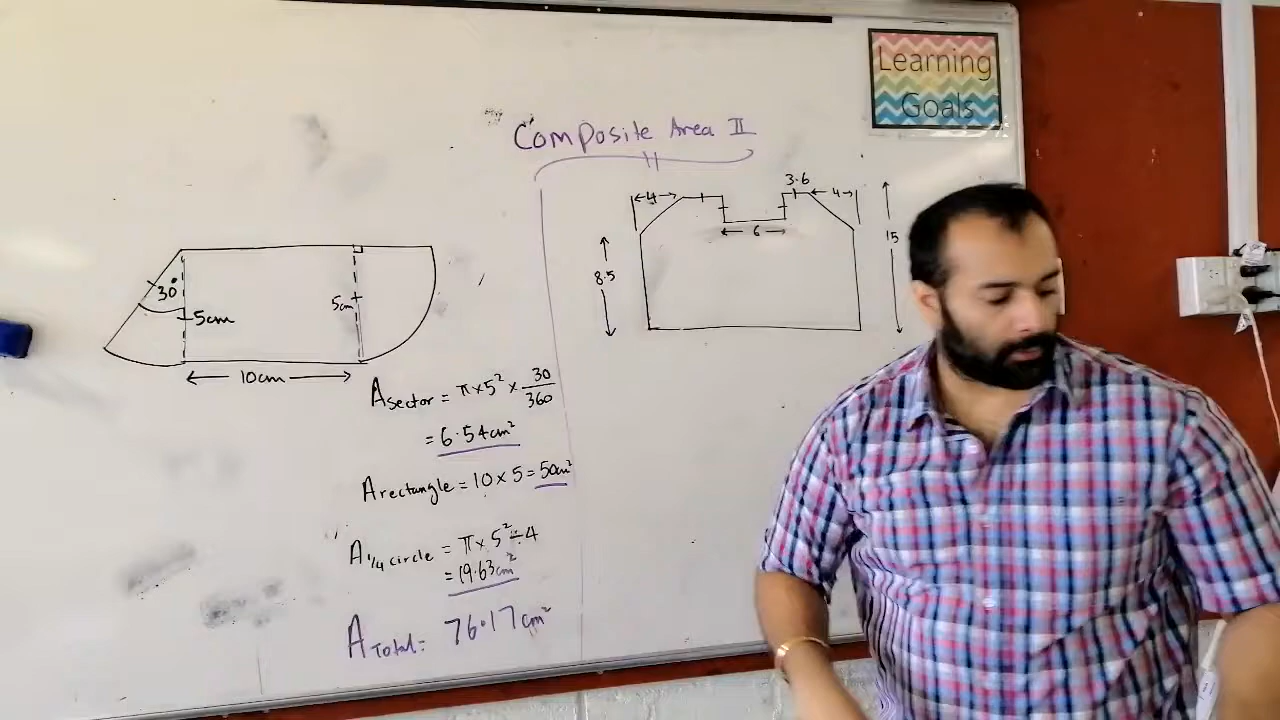 Learning
Goals
Composite Area II
30°
5cm
5cm
10cm
A sector = π×5² × 30/360
= 6.54cm²
A rectangle = 10×5 = 50cm²
A ¼ circle = π×5² ÷ 4
= 19.63cm²
A Total = 76.17cm²
4
3.6
4
6
8.5
15